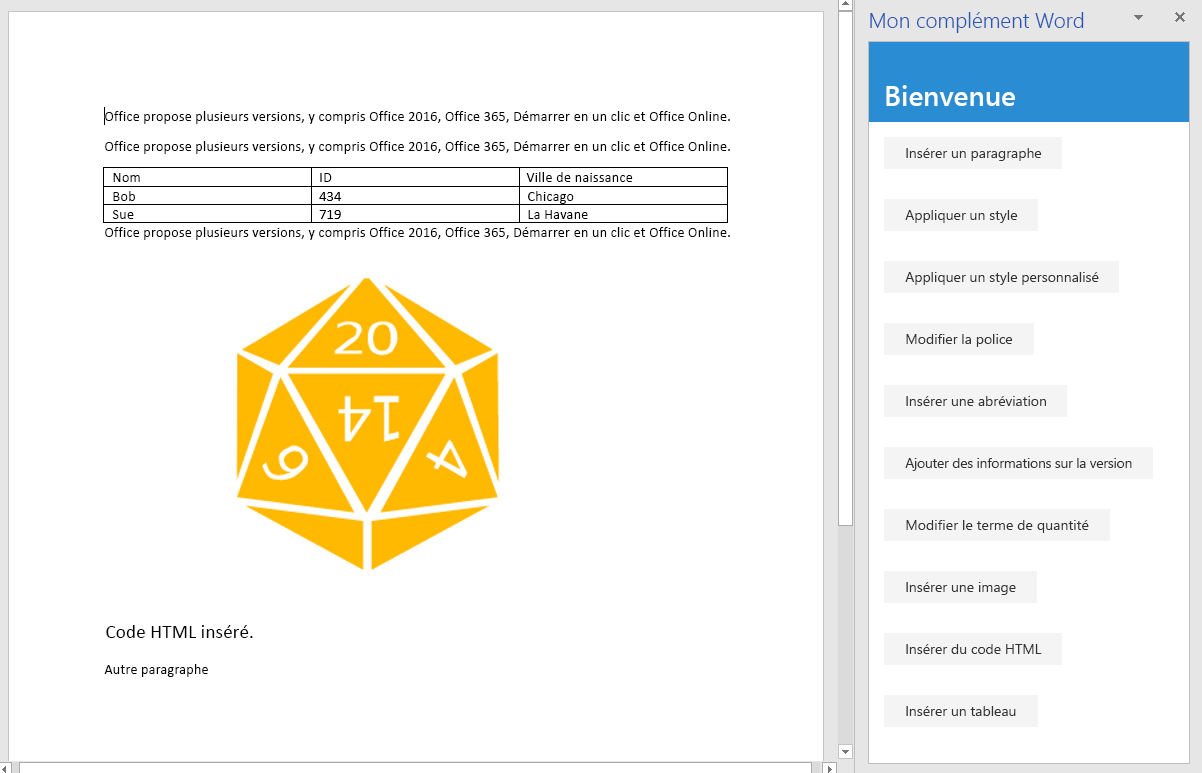 Office propose plusieurs versions, y compris Office 2016, Office 365, Démarrer en un clic et Office Online.
Office propose plusieurs versions, y compris Office 2016, Office 365, Démarrer en un clic et Office Online.
Nom ID Ville de naissance
Bob 434 Chicago
Sue 719 La Havane
Office propose plusieurs versions, y compris Office 2016, Office 365, Démarrer en un clic et Office Online.
20
14
6 4
Code HTML inséré.
Autre paragraphe
Mon complément Word
Bienvenue
Insérer un paragraphe
Appliquer un style
Appliquer un style personnalisé
Modifier la police
Insérer une abréviation
Ajouter des informations sur la version
Modifier le terme de quantité
Insérer une image
Insérer du code HTML
Insérer un tableau